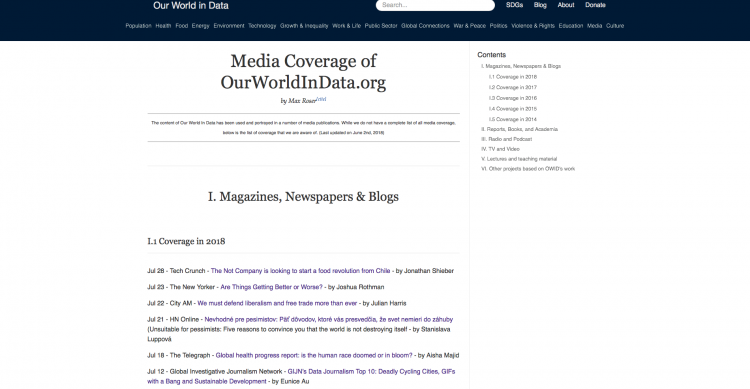 Our World in Data
Search...
SDGs Blog About Donate
Population Health Food Energy Environment Technology Growth & Inequality Work & Life Public Sector Global Connections War & Peace Politics Violence & Rights Education Media Culture
Media Coverage of
OurWorldInData.org
by Max Roser[cite]
The content of Our World In Data has been used and portrayed in a number of media publications. While we do not have a complete list of all media coverage,
below is the list of coverage that we are aware of. (Last updated on June 2nd, 2018)
I. Magazines, Newspapers & Blogs
I.1 Coverage in 2018
Jul 28 - Tech Crunch - The Not Company is looking to start a food revolution from Chile - by Jonathan Shieber
Jul 23 - The New Yorker - Are Things Getting Better or Worse? - by Joshua Rothman
Jul 22 - City AM - We must defend liberalism and free trade more than ever - by Julian Harris
Jul 21 - HN Online - Nevhodné pre pesimistov: Päť dôvodov, ktoré vás presvedčia, že svet nemieri do záhuby
(Unsuitable for pessimists: Five reasons to convince you that the world is not destroying itself - by Stanislava
Luppová
Jul 18 - The Telegraph - Global health progress report: is the human race doomed or in bloom? - by Aisha Majid
Jul 12 - Global Investigative Journalism Network - GIJN's Data Journalism Top 10: Deadly Cycling Cities, GIFs
with a Bang and Sustainable Development - by Eunice Au
Contents
I. Magazines, Newspapers & Blogs
I.1 Coverage in 2018
I.2 Coverage in 2017
I.3 Coverage in 2016
I.4 Coverage in 2015
I.5 Coverage in 2014
II. Reports, Books, and Academia
III. Radio and Podcast
IV. TV and Video
V. Lectures and teaching material
VI. Other projects based on OWID's work